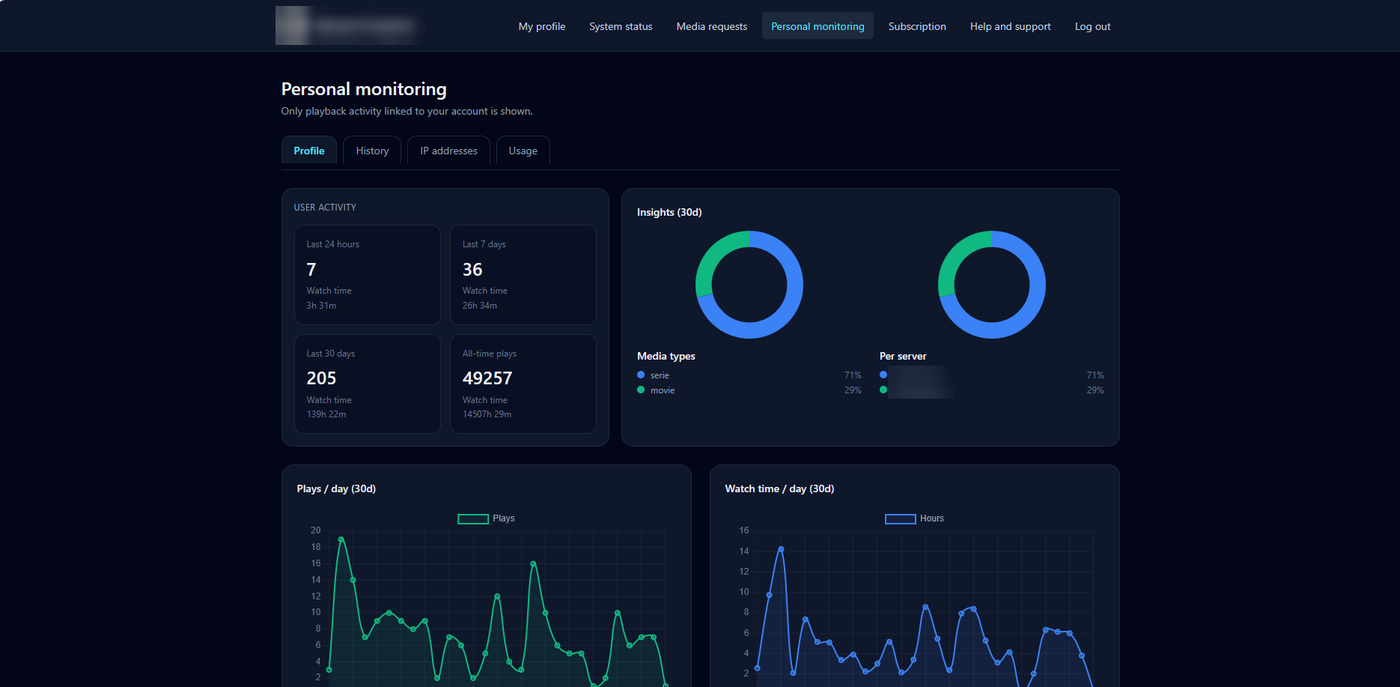 My profile System status Media requests Personal monitoring Subscription Help and support Log out
Personal monitoring
Only playback activity linked to your account is shown.
Profile History IP addresses Usage
USER ACTIVITY
Last 24 hours
7
Watch time
3h 31m
Last 7 days
36
Watch time
26h 34m
Last 30 days
205
Watch time
139h 22m
All-time plays
49257
Watch time
14507h 29m
Insights (30d)
Media types
serie 71%
movie 29%
Per server
71%
29%
Plays / day (30d)
Plays
20
18
16
14
12
10
8
6
4
2
Watch time / day (30d)
Hours
16
14
12
10
8
6
4
2